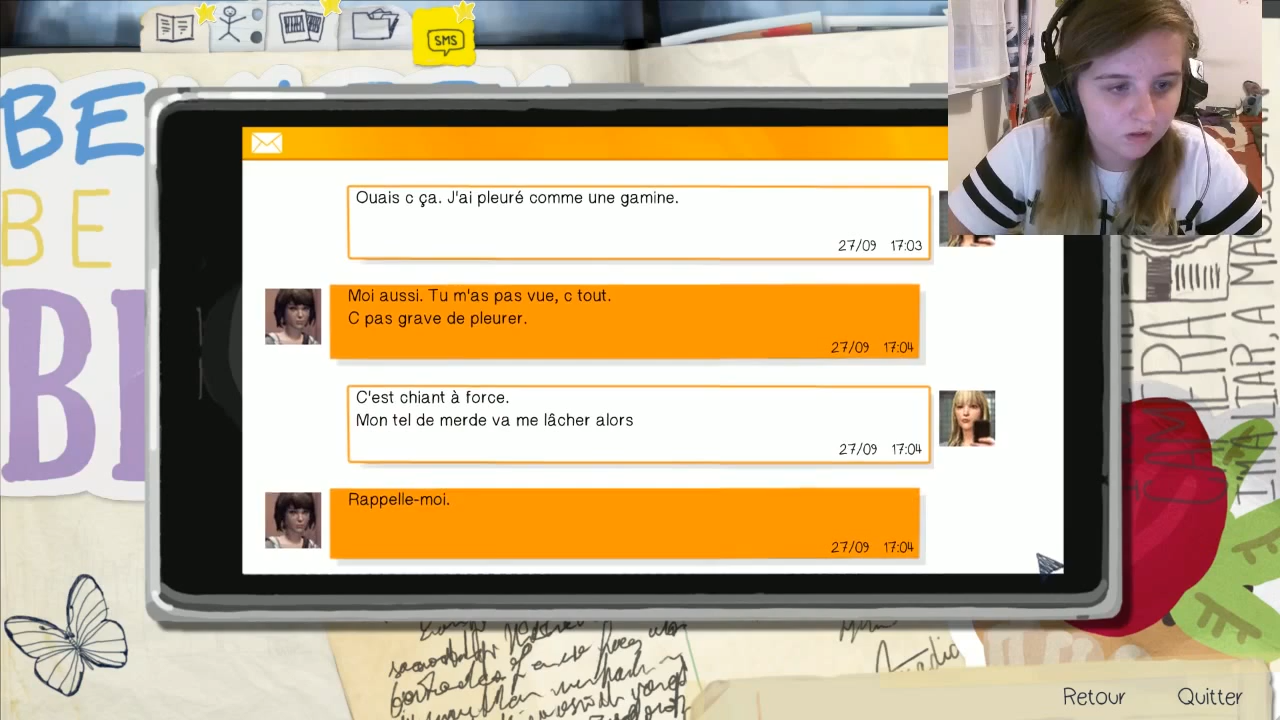 SMS
BE
BE
Ouais c ça. J'ai pleuré comme une gamine.
27/09 17:03
Moi aussi. Tu m'as pas vue, c tout.
C pas grave de pleurer.
27/09 17:04
C'est chiant à force.
Mon tel de merde va me lâcher alors
27/09 17:04
Rappelle-moi.
27/09 17:04
Retour
Quitter